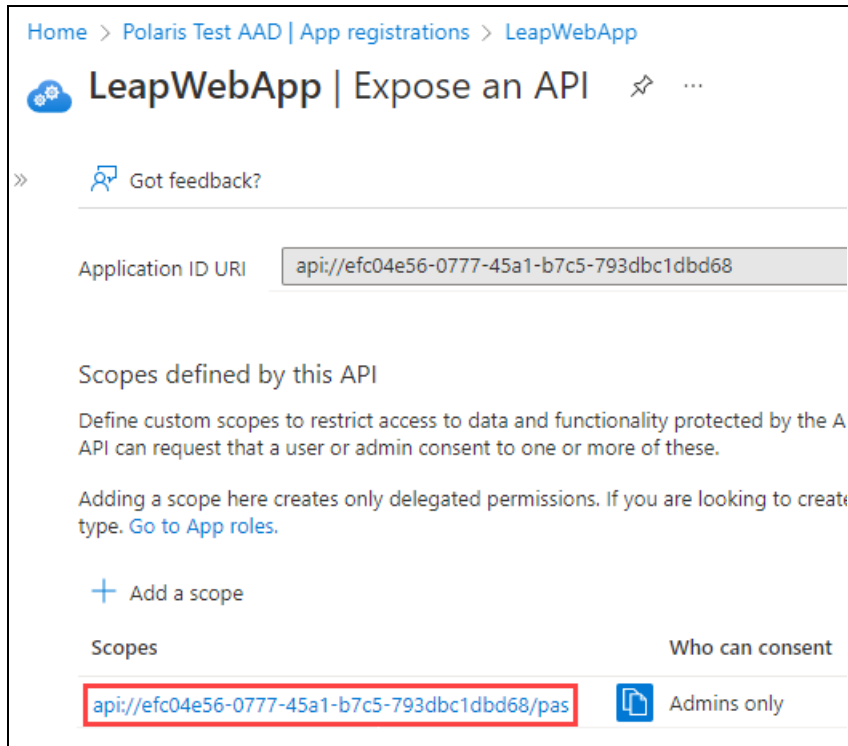 Home > Polaris Test AAD | App registrations > LeapWebApp
LeapWebApp | Expose an API
Got feedback?
Application ID URI api://efc04e56-0777-45a1-b7c5-793dbc1dbd68
Scopes defined by this API
Define custom scopes to restrict access to data and functionality protected by the
API can request that a user or admin consent to one or more of these.
Adding a scope here creates only delegated permissions. If you are looking to create
type. Go to App roles.
Add a scope
Scopes Who can consent
api://efc04e56-0777-45a1-b7c5-793dbc1dbd68/pas Admins only